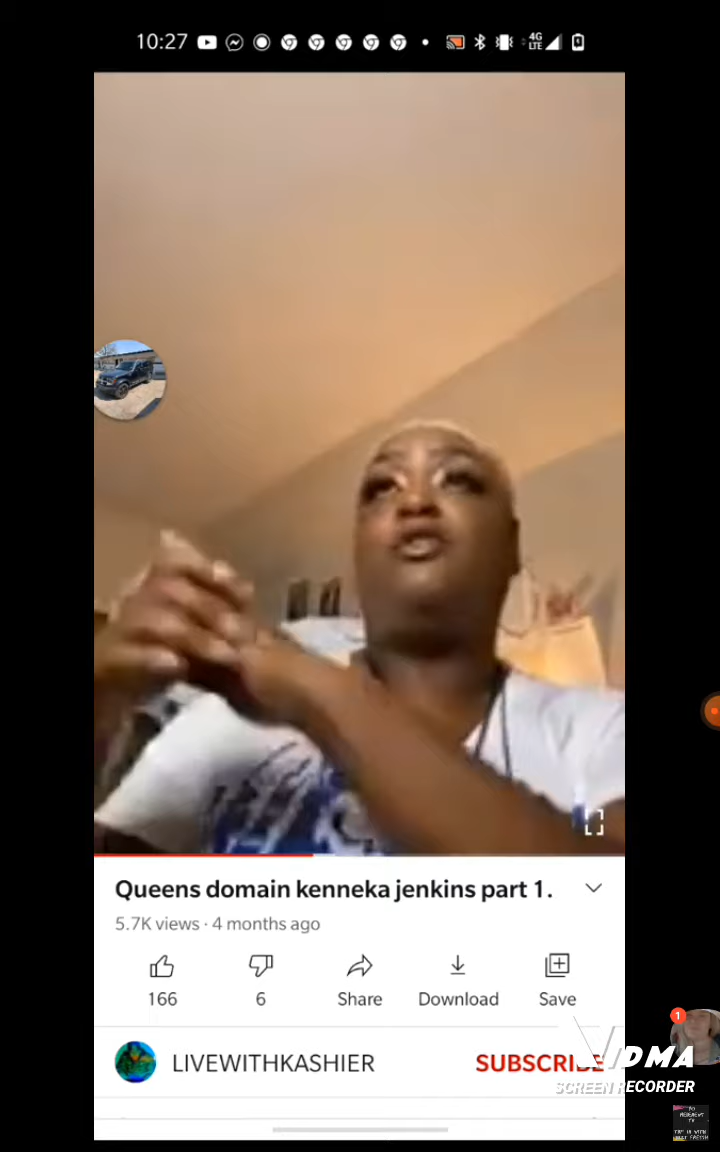 10:27
4G
LTE
Queens domain kenneka jenkins part 1.
5.7K views · 4 months ago
166
6
Share
Download
Save
1
LIVEWITHKASHIER
SUBSCRIBE
VDMA
SCREEN RECORDER